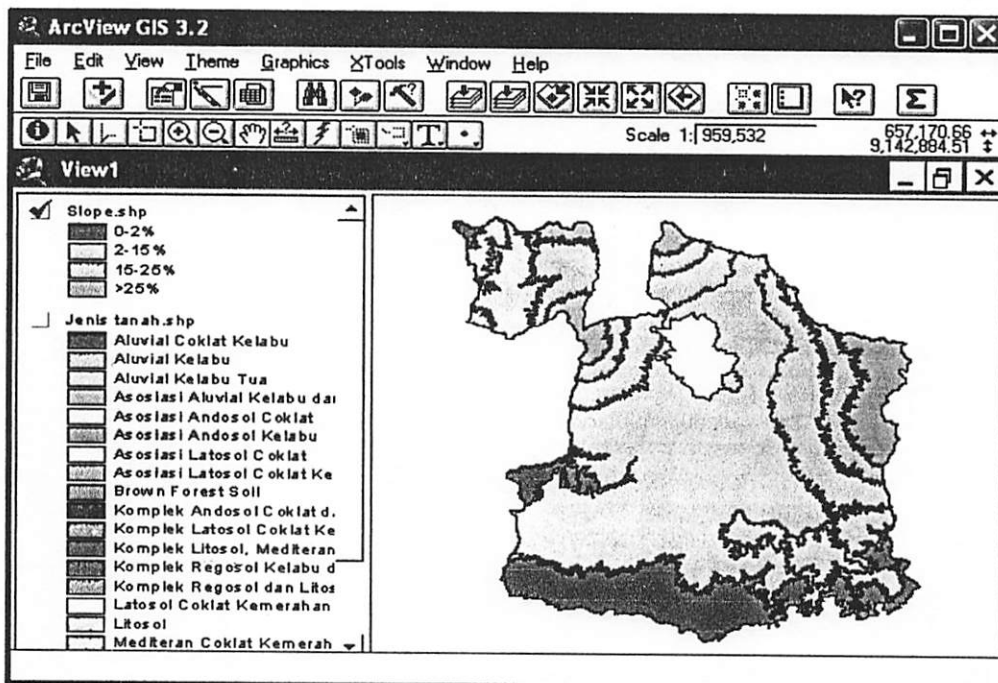 ArcView GIS 3.2
File Edit View Theme Graphics XTools Window Help
Scale 1: 959,532
657,170.66
9,142,884.51
View1
Slope.shp
0-2%
2-15%
15-25%
>25%
Jenis tanah.shp
Aluvial Coklat Kelabu
Aluvial Kelabu
Aluvial Kelabu Tua
Asosiasi Aluvial Kelabu dai
Asosiasi Andosol Coklat
Asosiasi Andosol Kelabu
Asosiasi Latosol Coklat
Asosiasi Latosol Coklat Ke
Brown Forest Soil
Komplek Andosol Coklat d
Komplek Latosol Coklat Ke
Komplek Litosol, Mediteran
Komplek Regosol Kelabu d
Komplek Regosol dan Litos
Latosol Coklat Kemerahan
Litosol
Mediteran Coklat Kemerah